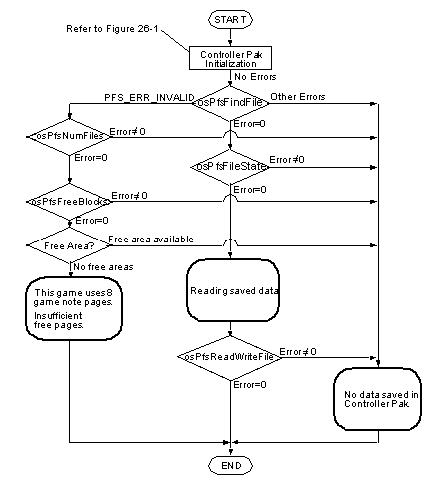 START
Refer to Figure 26-1
Controller Pak
Initialization
No Errors
PFS_ERR_INVALID
osPfsFindFile
Other Errors
Error=0
osPfsNumFiles
Error≠0
Error=0
osPfsFileState
Error≠0
Error=0
osPfsFreeBlocks
Error≠0
Error=0
Free Area?
Free area available
No free areas
This game uses 8
game note pages.
Insufficient
free pages.
Reading saved data
osPfsReadWriteFile
Error≠0
Error=0
No data saved in
Controller Pak.
END